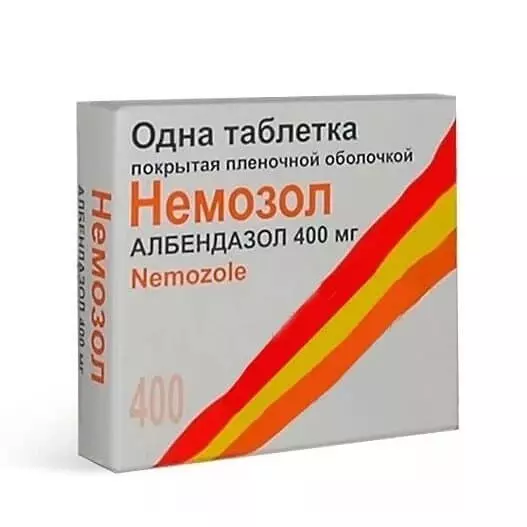 Одна таблетка
покрытая пленочной оболочкой
Немозол
АЛБЕНДАЗОЛ 400 мг
Nemozole
400
Немозол
АЛБЕНДАЗОЛ 400 мг